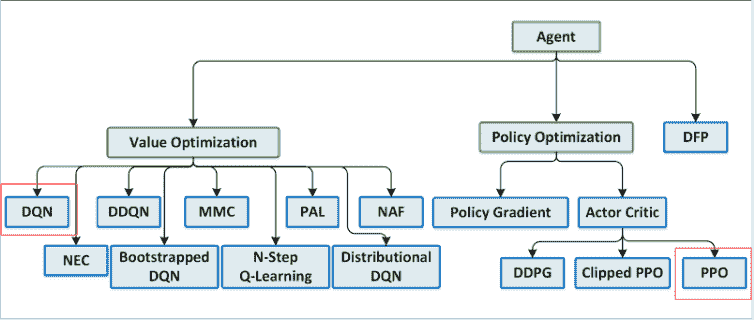 Agent
Value Optimization
Policy Optimization
DFP
DQN
DDQN
MMC
PAL
NAF
Policy Gradient
Actor Critic
NEC
Bootstrapped
DQN
N-Step
Q-Learning
Distributional
DQN
DDPG
Clipped PPO
PPO